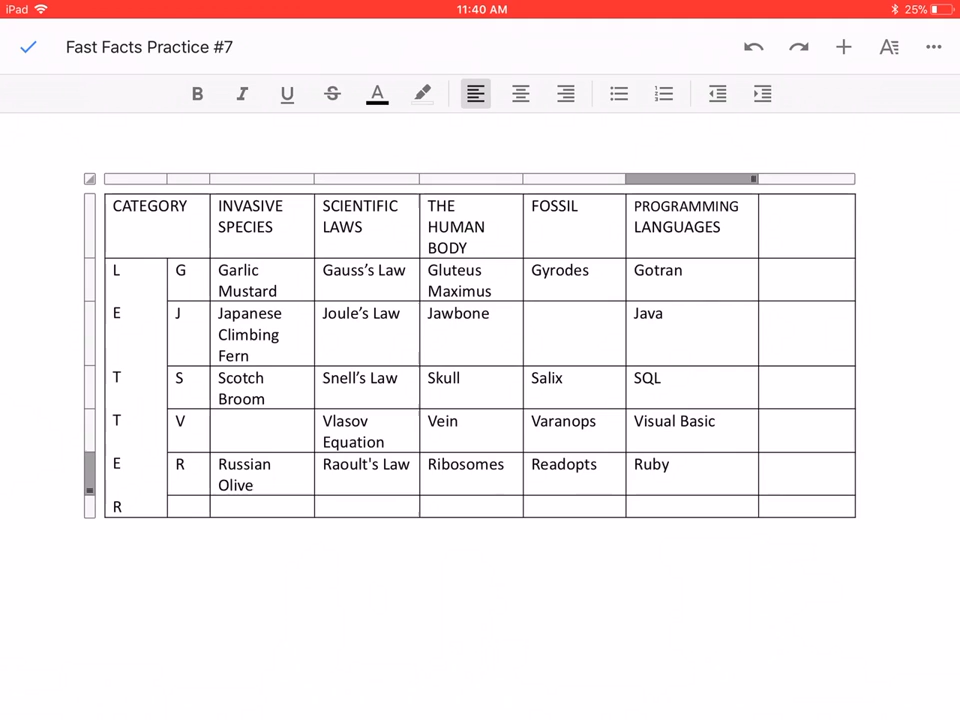 iPad 11:40 AM 25%
Fast Facts Practice #7
B I U S A A
CATEGORY INVASIVE SPECIES SCIENTIFIC LAWS THE HUMAN BODY FOSSIL PROGRAMMING LANGUAGES
L G Garlic Mustard Gauss's Law Gluteus Maximus Gyrodes Gotran
E J Japanese Climbing Fern Joule's Law Jawbone Java
T S Scotch Broom Snell's Law Skull Salix SQL
T V Vlasov Equation Vein Varanops Visual Basic
E R Russian Olive Raoult's Law Ribosomes Readopts Ruby
R